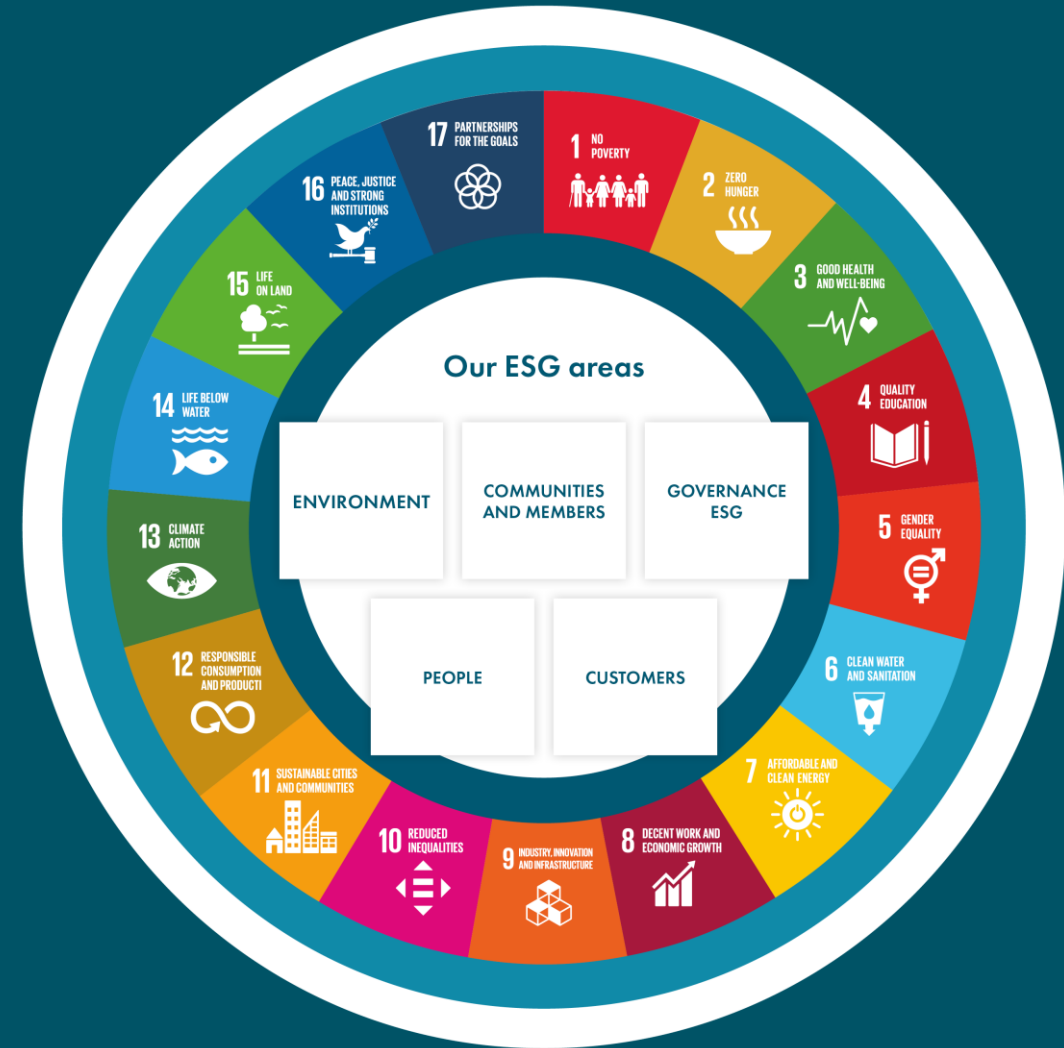 17 PARTNERSHIPS
FOR THE GOALS
1 NO
POVERTY
2 ZERO
HUNGER
3 GOOD HEALTH
AND WELL-BEING
4 QUALITY
EDUCATION
5 GENDER
EQUALITY
6 CLEAN WATER
AND SANITATION
7 AFFORDABLE AND
CLEAN ENERGY
8 DECENT WORK AND
ECONOMIC GROWTH
9 INDUSTRY, INNOVATION
AND INFRASTRUCTURE
10 REDUCED
INEQUALITIES
11 SUSTAINABLE CITIES
AND COMMUNITIES
12 RESPONSIBLE
CONSUMPTION
AND PRODUCTI
13 CLIMATE
ACTION
14 LIFE BELOW
WATER
15 LIFE
ON LAND
16 PEACE, JUSTICE
AND STRONG
INSTITUTIONS
Our ESG areas
ENVIRONMENT
COMMUNITIES
AND MEMBERS
GOVERNANCE
ESG
PEOPLE
CUSTOMERS